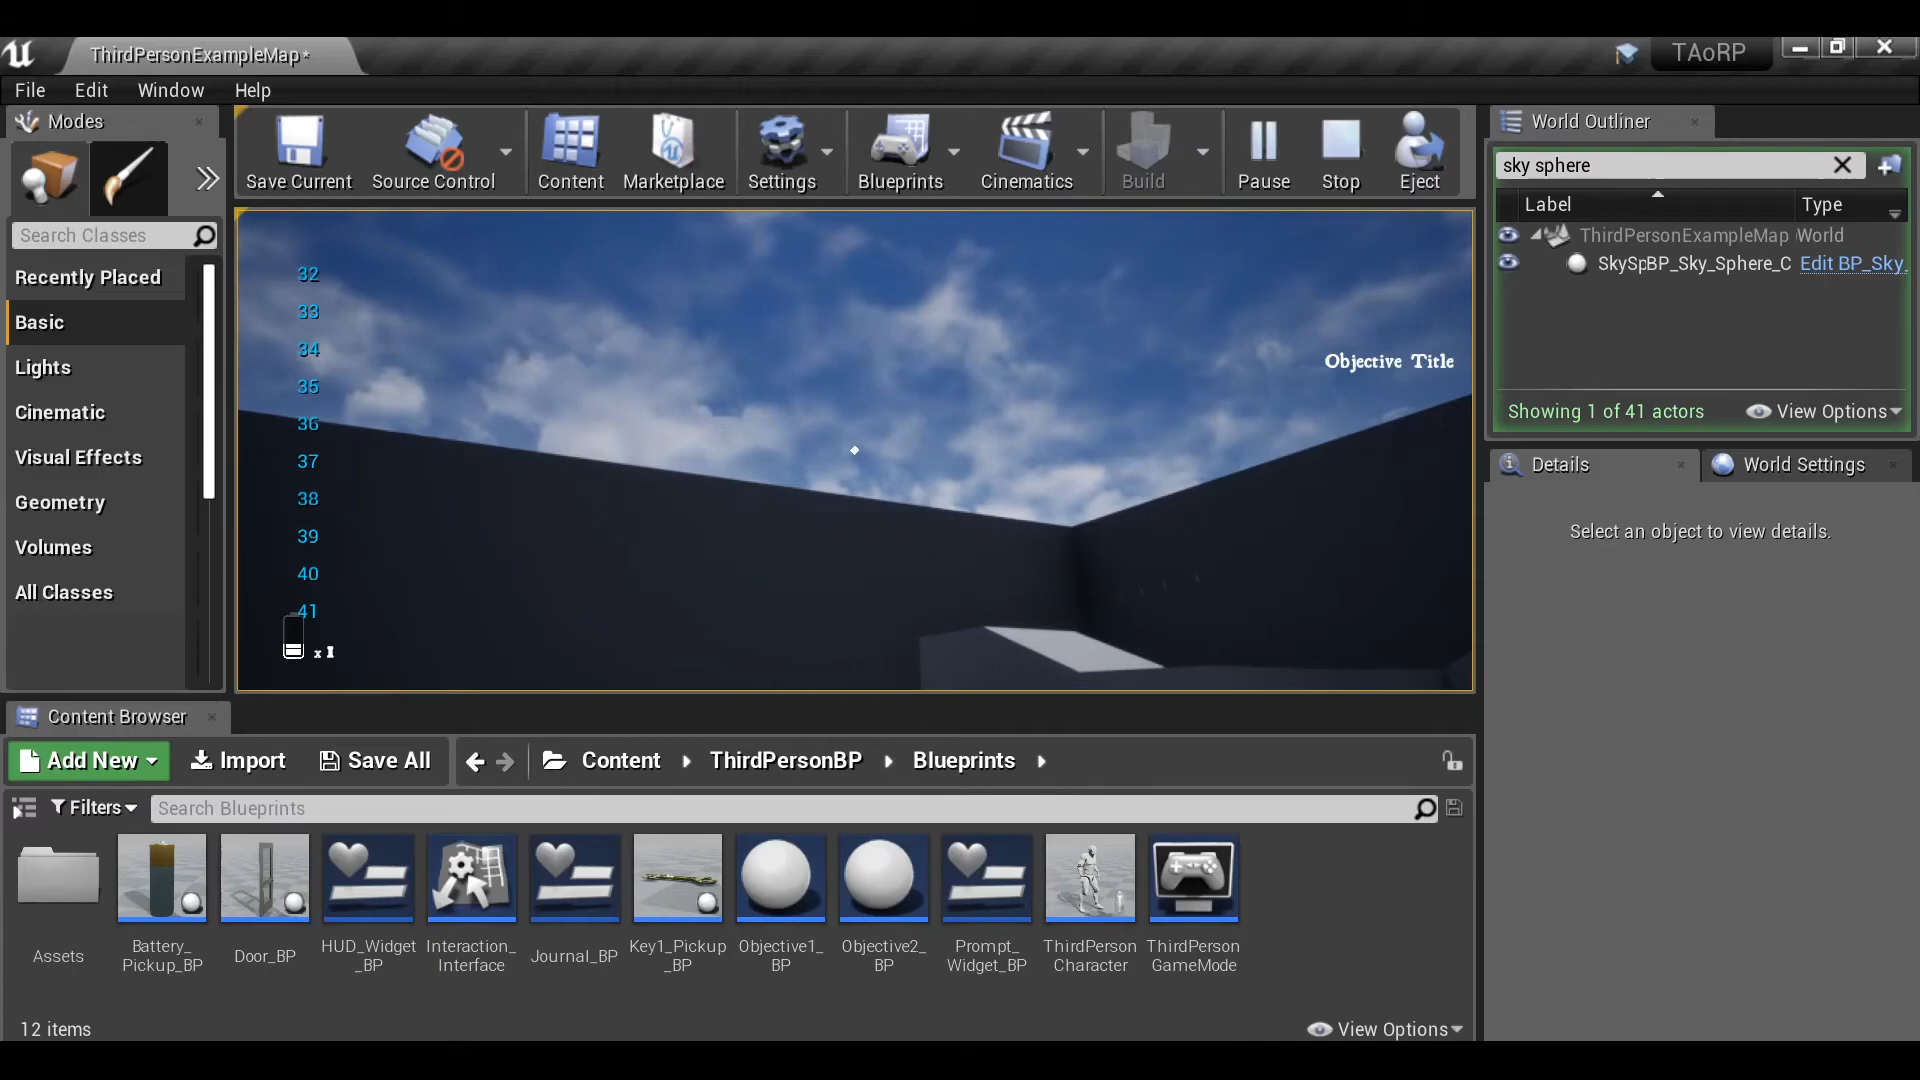 ThirdPersonExampleMap*
TAoRP
File Edit Window Help
Modes
Search Classes
Recently Placed
Basic
Lights
Cinematic
Visual Effects
Geometry
Volumes
All Classes
Save Current
Source Control
Content
Marketplace
Settings
Blueprints
Cinematics
Build
Pause
Stop
Eject
32
33
34
35
36
37
38
39
40
41
x 1
Objective Title
World Outliner
sky sphere
Label Type
ThirdPersonExampleMap World
SkySpBP_Sky_Sphere_C Edit BP_Sky_
Showing 1 of 41 actors
View Options
Details
World Settings
Select an object to view details.
Content Browser
Add New
Import
Save All
Content ThirdPersonBP Blueprints
Filters
Search Blueprints
Assets
Battery_
Pickup_BP
Door_BP
HUD_Widget
_BP
Interaction_
Interface
Journal_BP
Key1_Pickup
_BP
Objective1_
BP
Objective2_
BP
Prompt_
Widget_BP
ThirdPerson
Character
ThirdPerson
GameMode
12 items
View Options